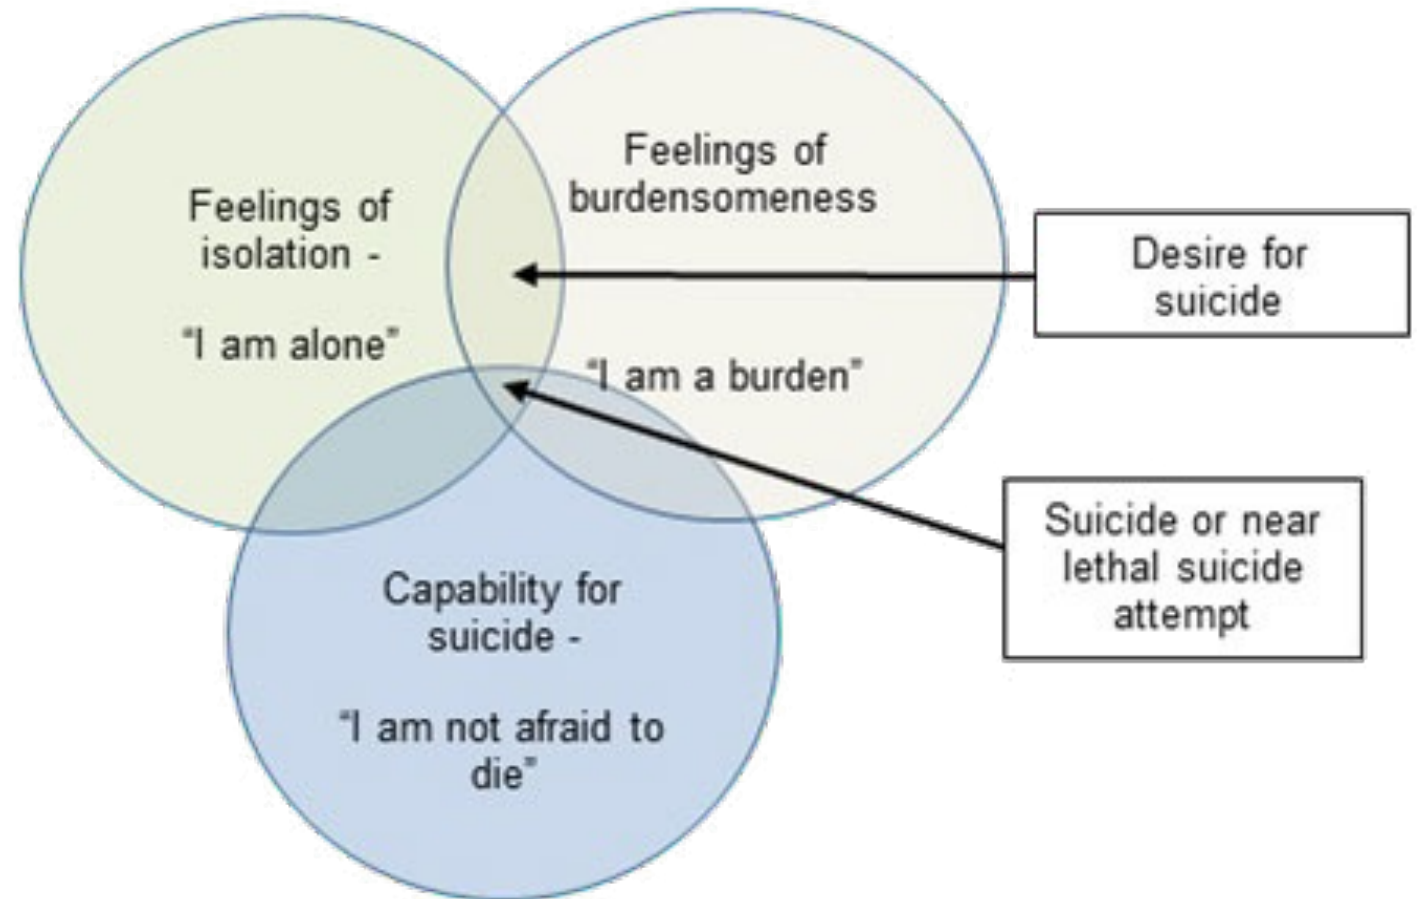 Feelings of
isolation -
“I am alone”
Feelings of
burdensomeness
“I am a burden”
Desire for
suicide
Suicide or near
lethal suicide
attempt
Capability for
suicide -
“I am not afraid to
die”